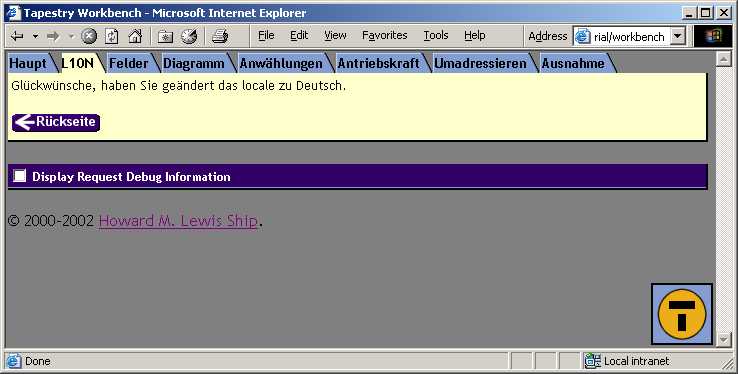 Tapestry Workbench - Microsoft Internet Explorer
File Edit View Favorites Tools Help Address rial/workbench
Haupt L10N Felder Diagramm Anwählungen Antriebskraft Umadressieren Ausnahme
Glückwünsche, haben Sie geändert das locale zu Deutsch.
Rückseite
Display Request Debug Information
© 2000-2002 Howard M. Lewis Ship.
T
Done Local intranet